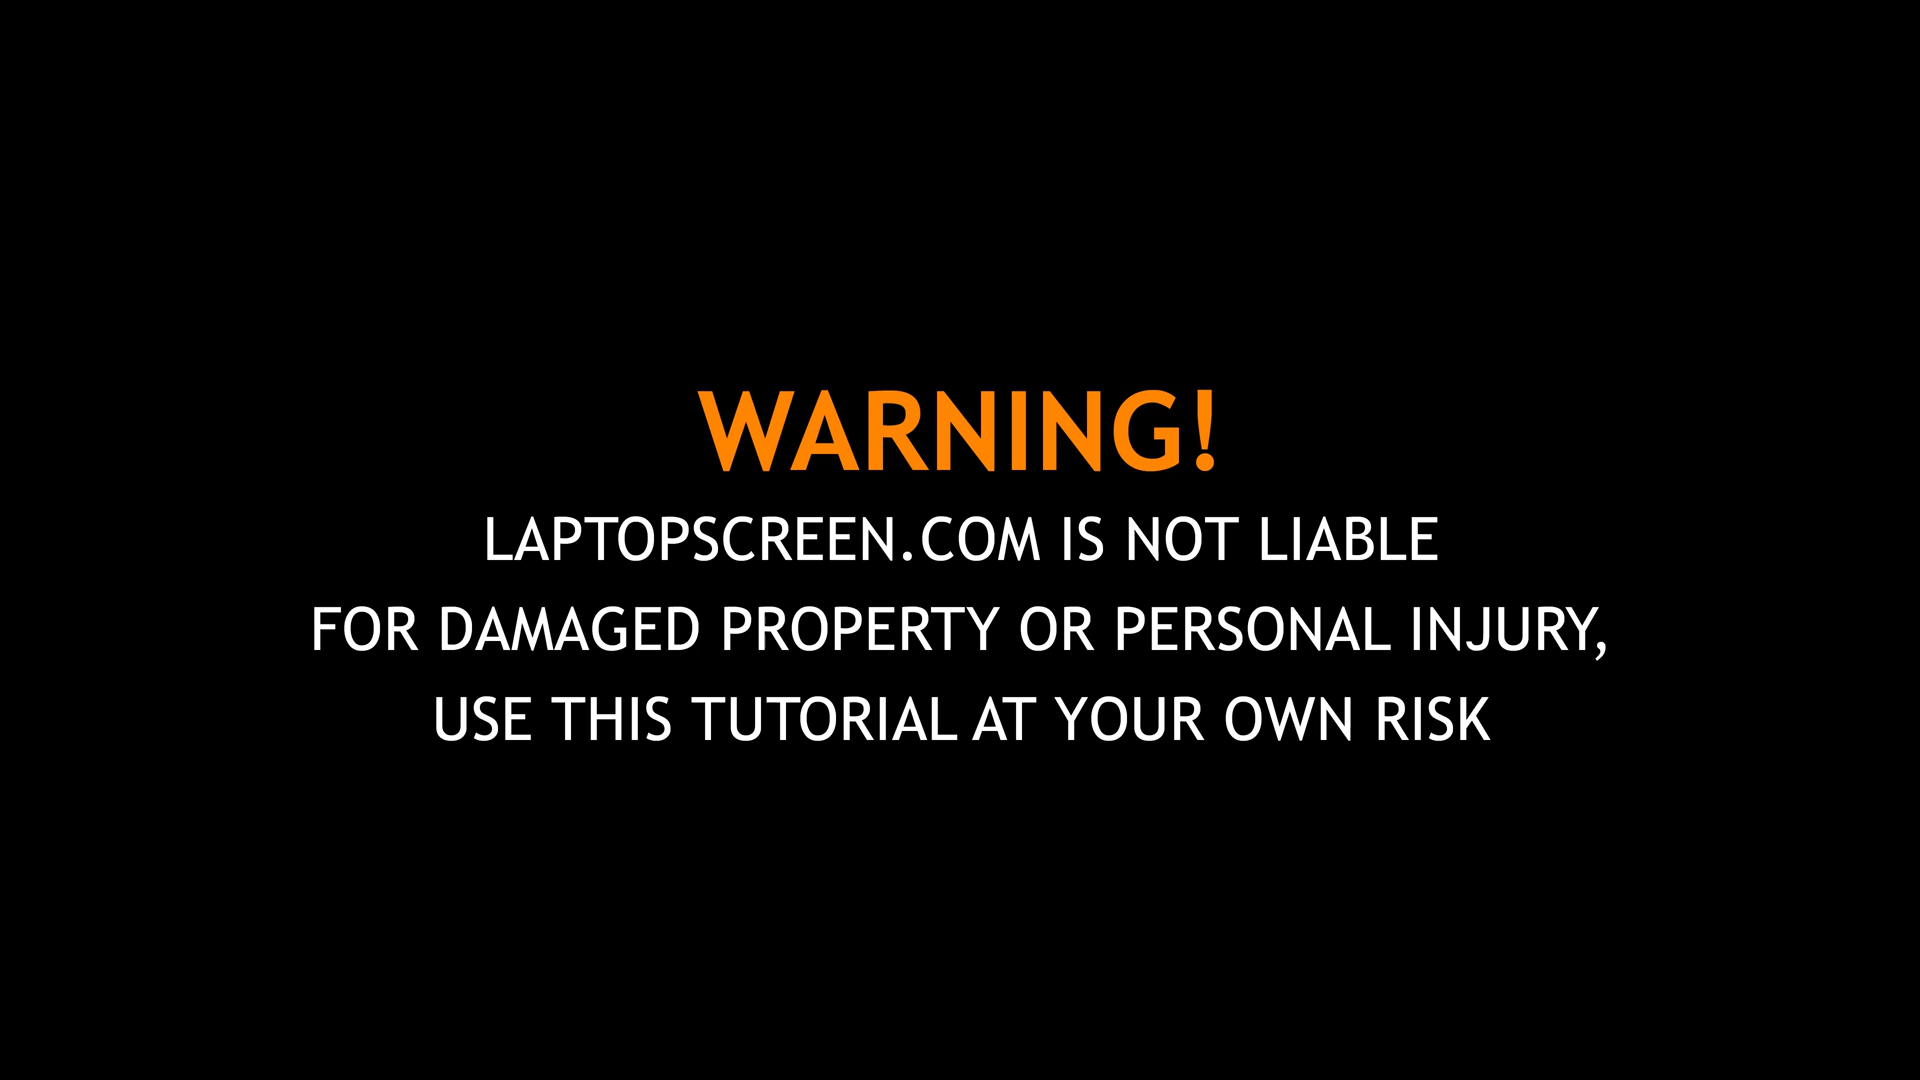 WARNING!
LAPTOPSCREEN.COM IS NOT LIABLE
FOR DAMAGED PROPERTY OR PERSONAL INJURY,
USE THIS TUTORIAL AT YOUR OWN RISK